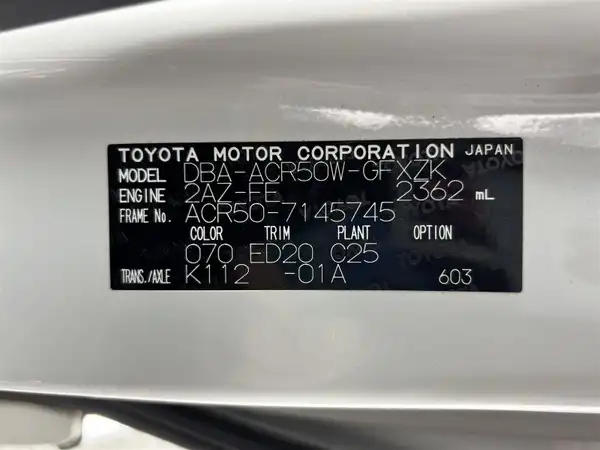 TOYOTA MOTOR CORPORATION JAPAN
MODEL DBA-ACR50W-GFXZK
ENGINE 2AZ-FE 2362 mL
FRAME No. ACR50-7145745
COLOR TRIM PLANT OPTION
070 ED20 C25
TRANS./AXLE K112 -01A 603